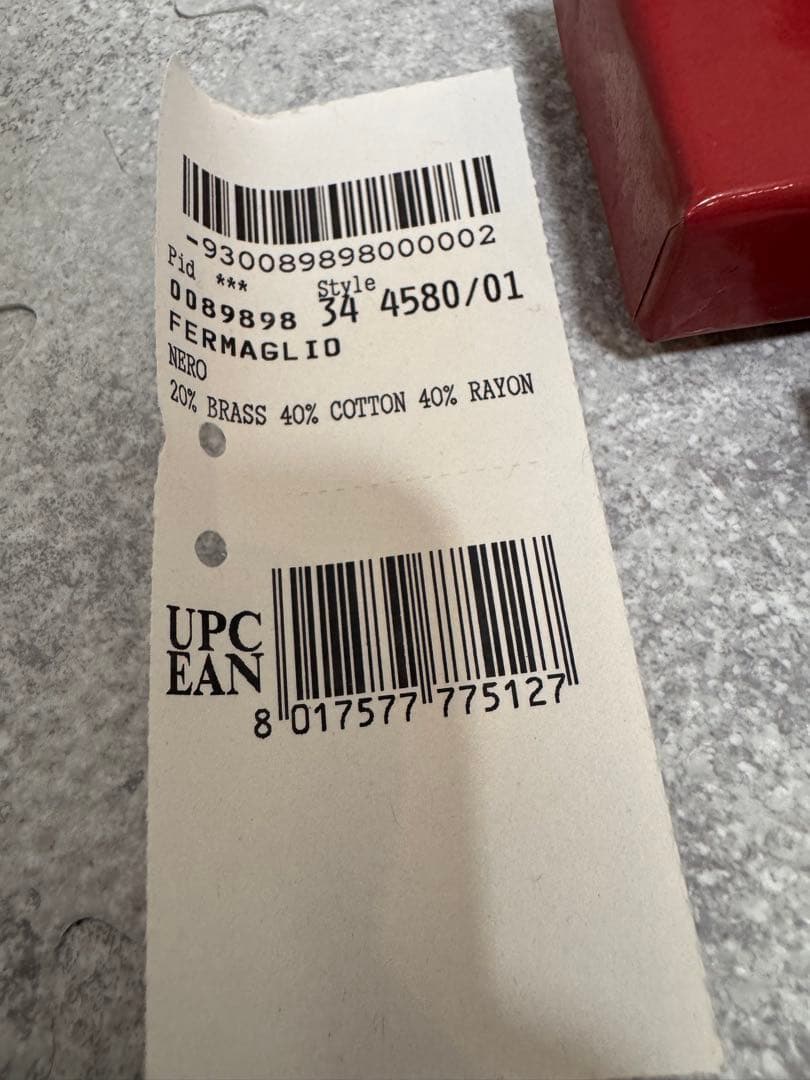 -930089898000002
Pid *** Style
0089898 34 4580/01
FERMAGLIO
NERO
20% BRASS 40% COTTON 40% RAYON
UPC
EAN
8 017577 775127